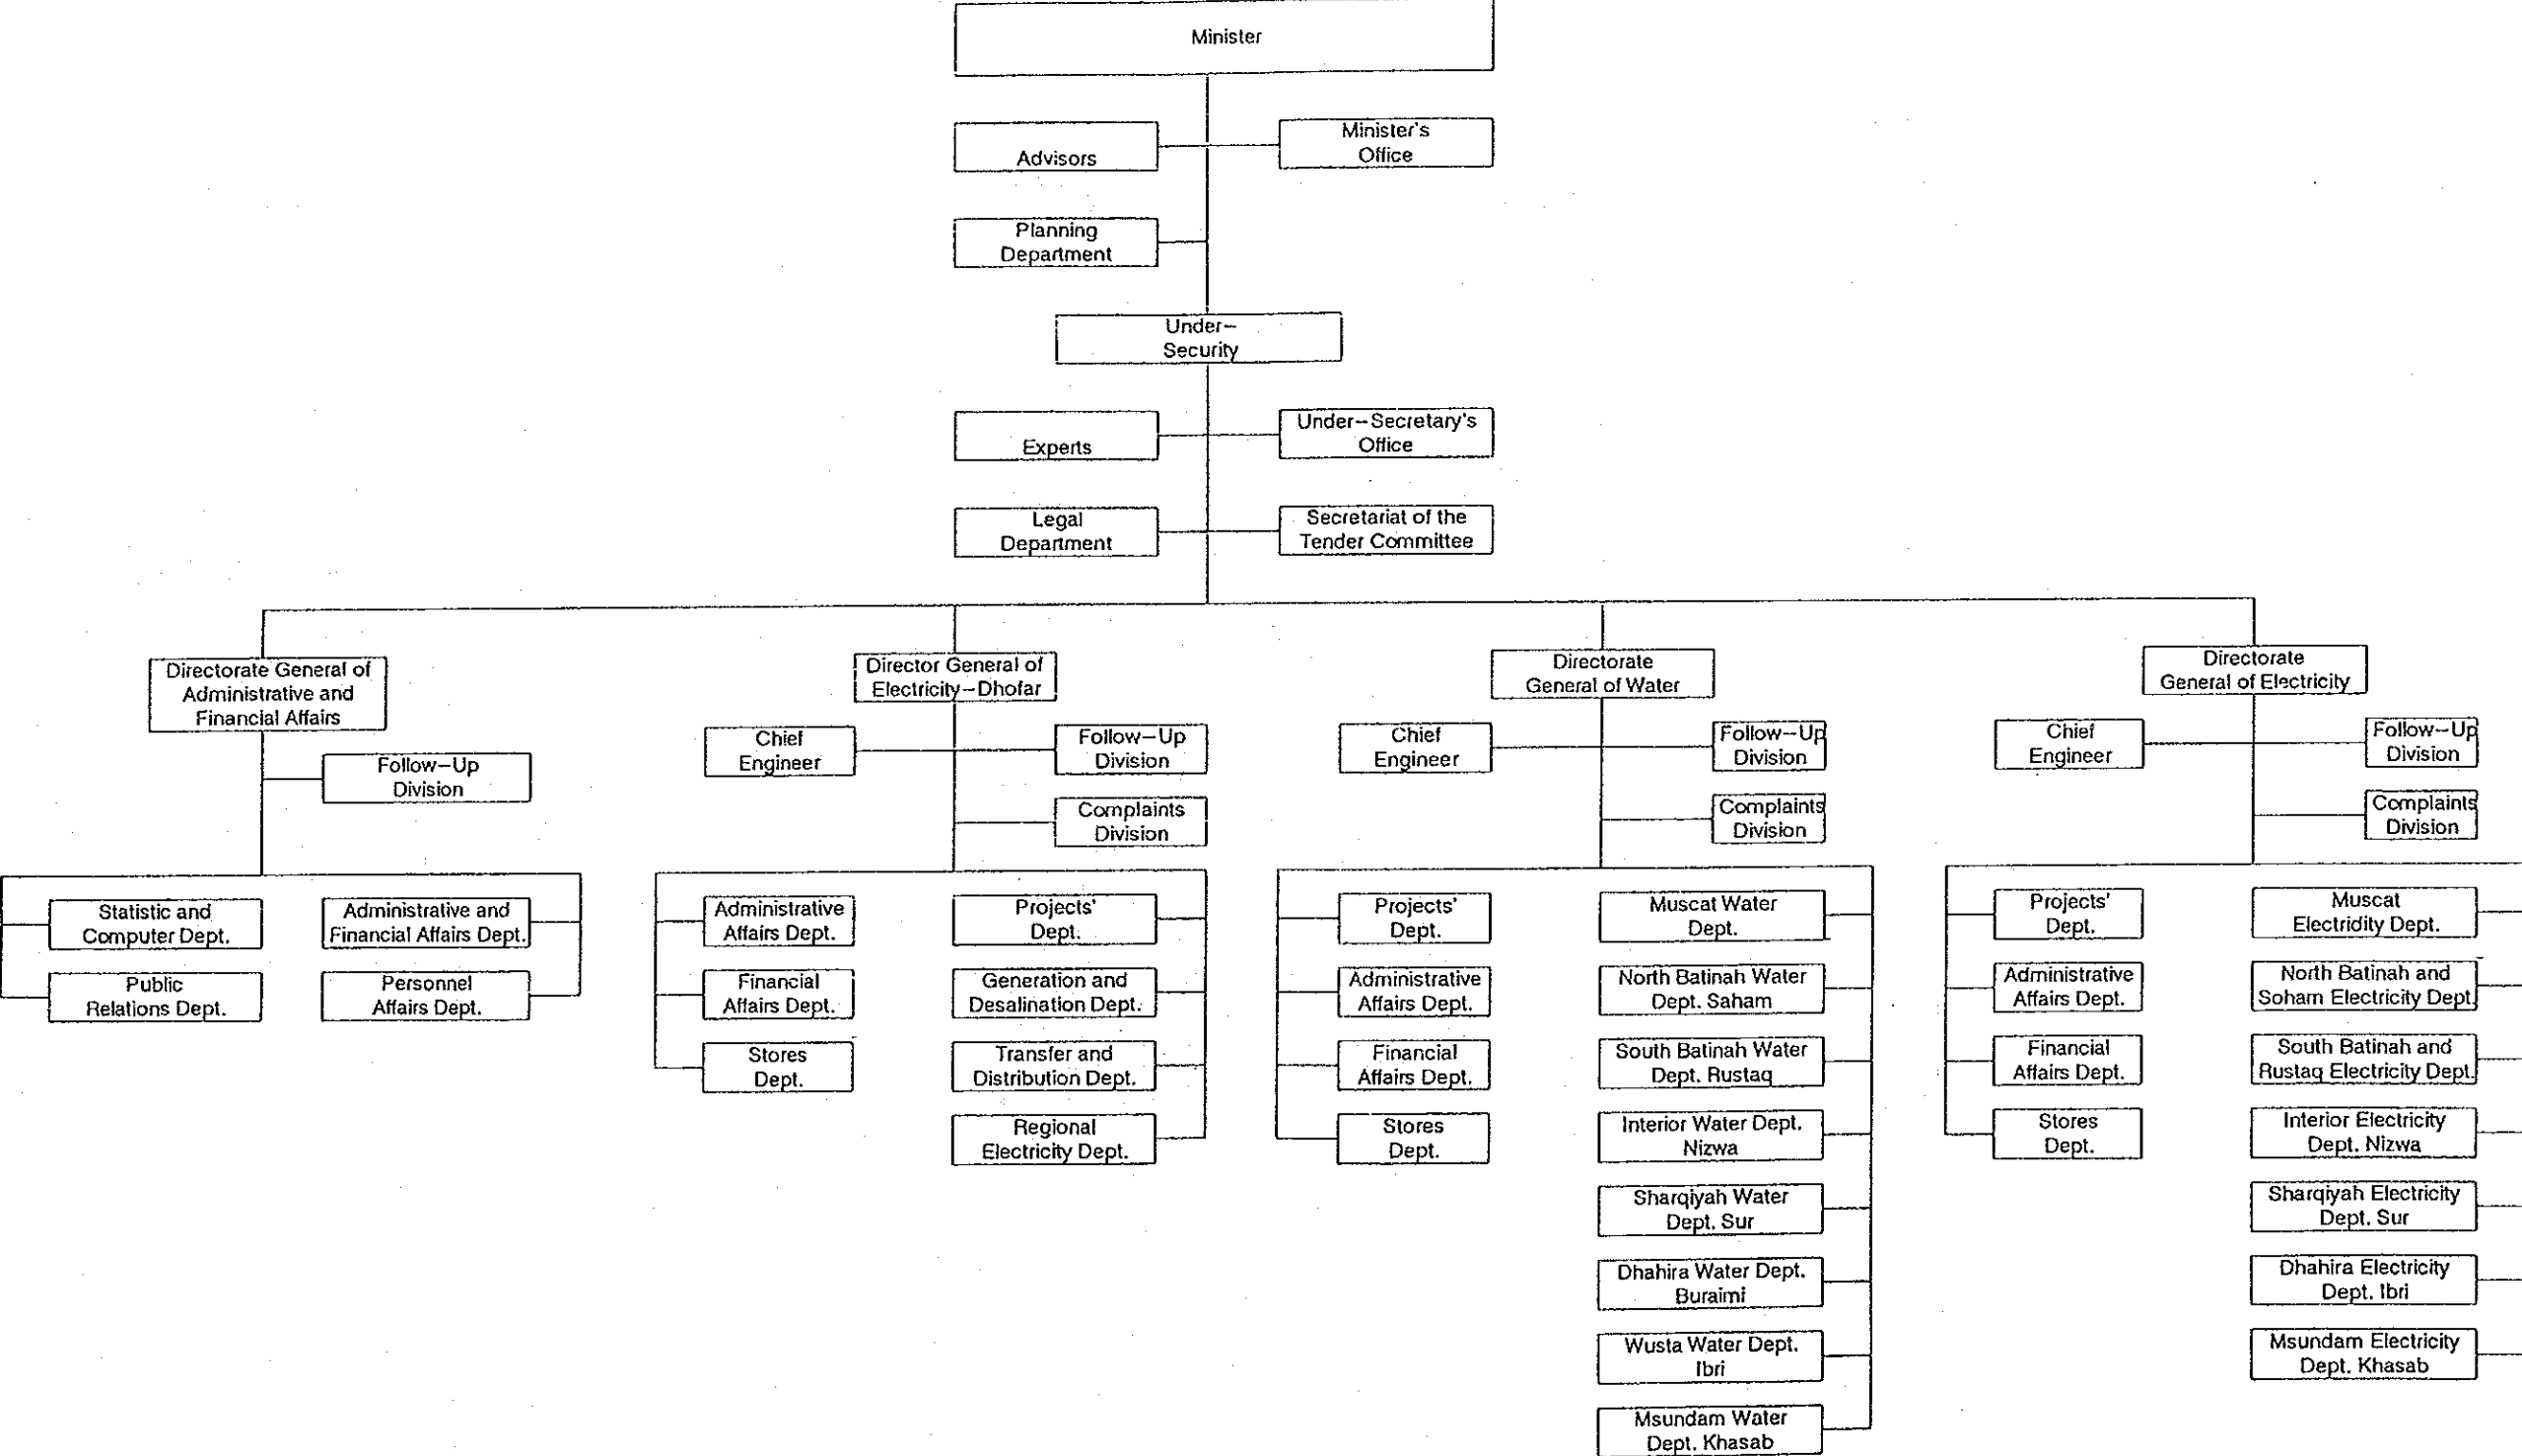 Minister
Advisors
Minister's
Office
Planning
Department
Under–
Security
Experts
Under–Secretary's
Office
Legal
Department
Secretariat of the
Tender Committee
Directorate General of
Administrative and
Financial Affairs
Follow–Up
Division
Statistic and
Computer Dept.
Public
Relations Dept.
Administrative and
Financial Affairs Dept.
Personnel
Affairs Dept.
Director General of
Electricity–Dhofar
Chief
Engineer
Follow–Up
Division
Complaints
Division
Administrative
Affairs Dept.
Financial
Affairs Dept.
Stores
Dept.
Projects'
Dept.
Generation and
Desalination Dept.
Transfer and
Distribution Dept.
Regional
Electricity Dept.
Directorate
General of Water
Chief
Engineer
Follow–Up
Division
Complaints
Division
Projects'
Dept.
Administrative
Affairs Dept.
Financial
Affairs Dept.
Stores
Dept.
Muscat Water
Dept.
North Batinah Water
Dept. Saham
South Batinah Water
Dept. Rustaq
Interior Water Dept.
Nizwa
Sharqiyah Water
Dept. Sur
Dhahira Water Dept.
Buraimi
Wusta Water Dept.
Ibri
Msundam Water
Dept. Khasab
Directorate
General of Electricity
Chief
Engineer
Follow–Up
Division
Complaints
Division
Projects'
Dept.
Administrative
Affairs Dept.
Financial
Affairs Dept.
Stores
Dept.
Muscat
Electridity Dept.
North Batinah and
Soham Electricity Dept.
South Batinah and
Rustaq Electricity Dept.
Interior Electricity
Dept. Nizwa
Sharqiyah Electricity
Dept. Sur
Dhahira Electricity
Dept. Ibri
Msundam Electricity
Dept. Khasab